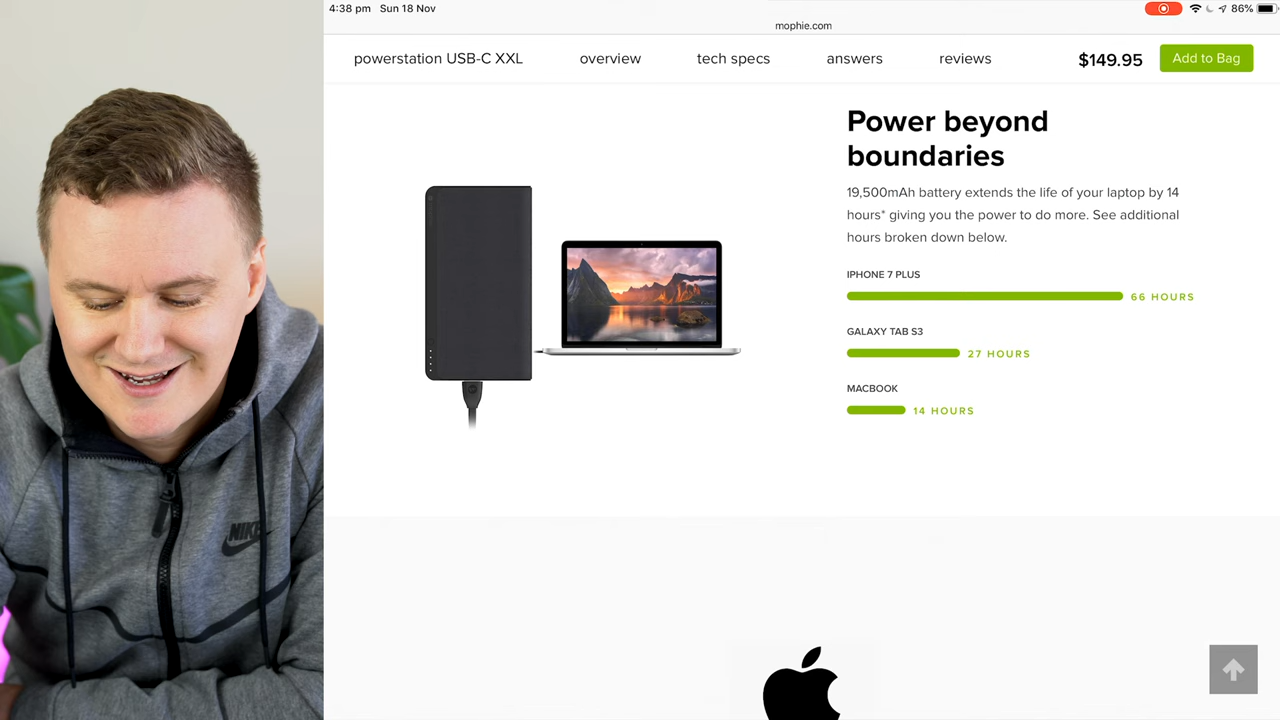 4:38 pm Sun 18 Nov
86%
mophie.com
powerstation USB-C XXL overview tech specs answers reviews $149.95 Add to Bag
Power beyond
boundaries
19,500mAh battery extends the life of your laptop by 14
hours* giving you the power to do more. See additional
hours broken down below.
IPHONE 7 PLUS
66 HOURS
GALAXY TAB S3
27 HOURS
MACBOOK
14 HOURS
NIKE